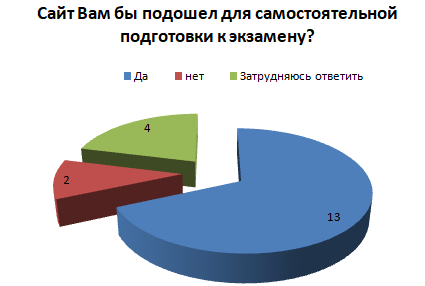 Сайт Вам бы подошел для самостоятельной
подготовки к экзамену?
Да нет Затрудняюсь ответить
4
2
13